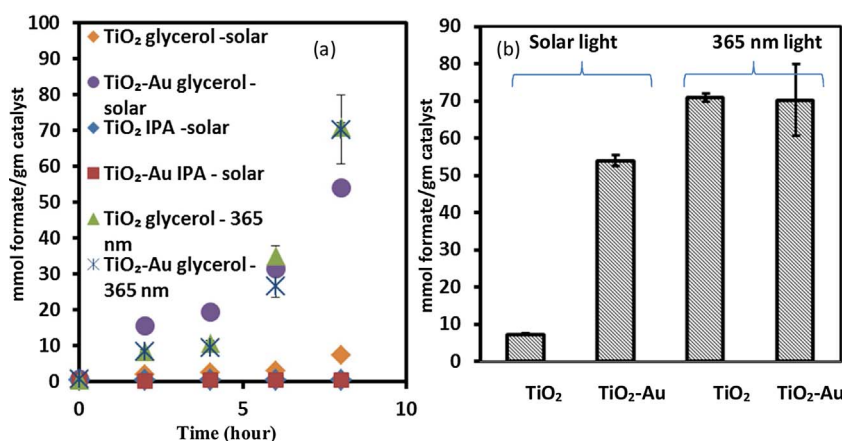 (a)
mmol formate/gm catalyst
100
90
80
70
60
50
40
30
20
10
0
TiO₂ glycerol -solar
TiO₂-Au glycerol -
solar
TiO₂ IPA -solar
TiO₂-Au IPA - solar
TiO₂ glycerol - 365
nm
TiO₂-Au glycerol -
365 nm
0
5
10
Time (hour)
(b)
mmol formate/gm catalyst
100
90
80
70
60
50
40
30
20
10
0
Solar light
365 nm light
TiO₂
TiO₂-Au
TiO₂
TiO₂-Au